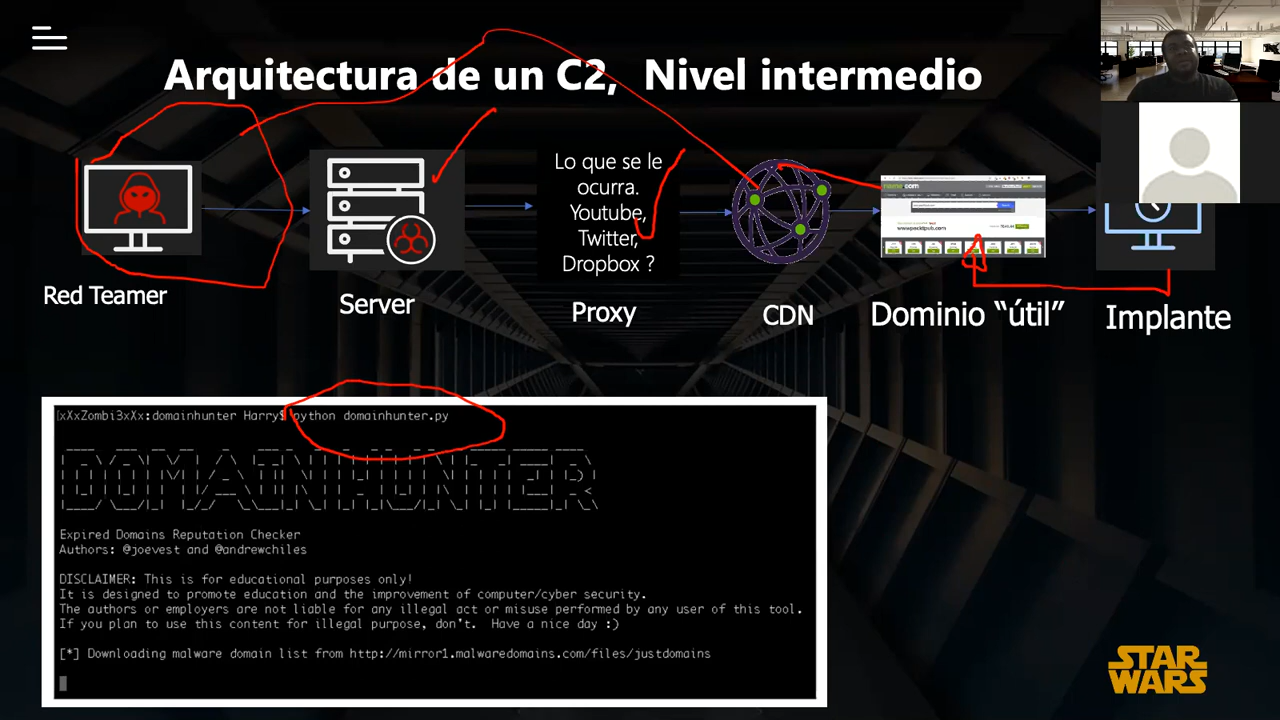 Arquitectura de un C2, Nivel intermedio
Lo que se le
ocurra.
Youtube,
Twitter,
Dropbox ?
Red Teamer
Server
Proxy
CDN
Dominio “útil”
Implante
xXxZombi3xXx:domainhunter Harry$ python domainhunter.py
DOMAINHUNTER
Expired Domains Reputation Checker
Authors: @joevest and @andrewchiles
DISCLAIMER: This is for educational purposes only!
It is designed to promote education and the improvement of computer/cyber security.
The authors or employers are not liable for any illegal act or misuse performed by any user of this tool.
If you plan to use this content for illegal purpose, don't.  Have a nice day :)
[*] Downloading malware domain list from http://mirror1.malwaredomains.com/files/justdomains
STAR
WARS